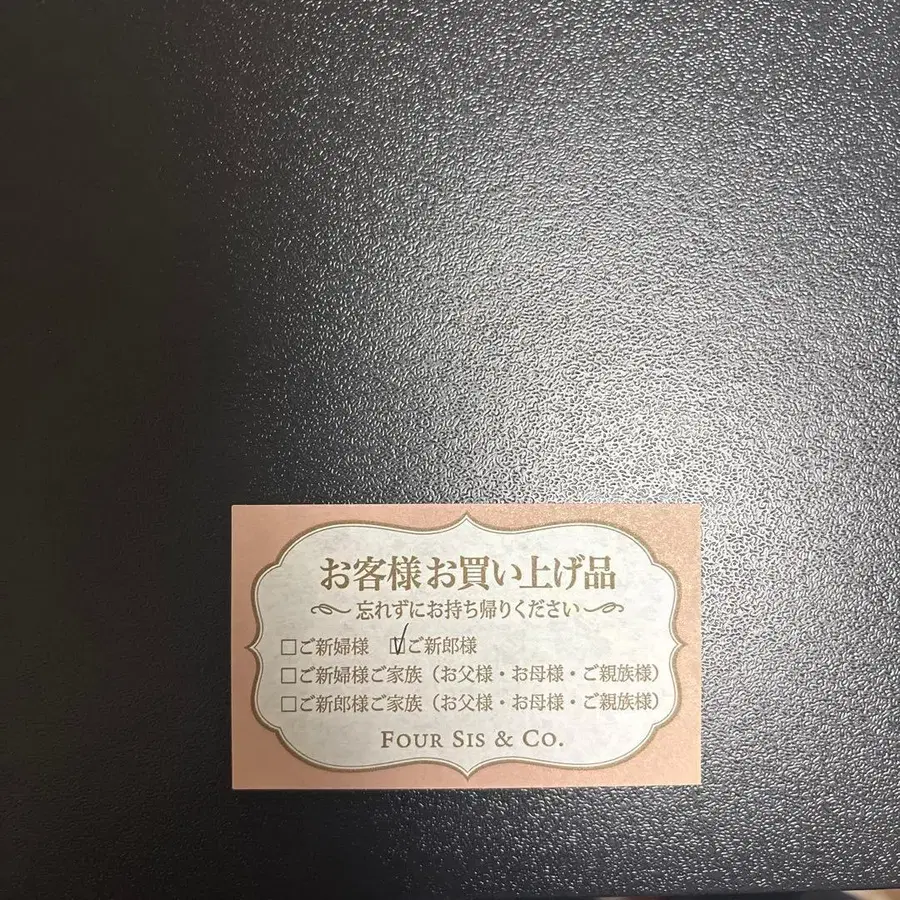 お客様お買い上げ品
忘れずにお持ち帰りください
□ご新婦様 ☑ご新郎様
□ご新婦様ご家族（お父様・お母様・ご親族様）
□ご新郎様ご家族（お父様・お母様・ご親族様）
FOUR SIS & CO.